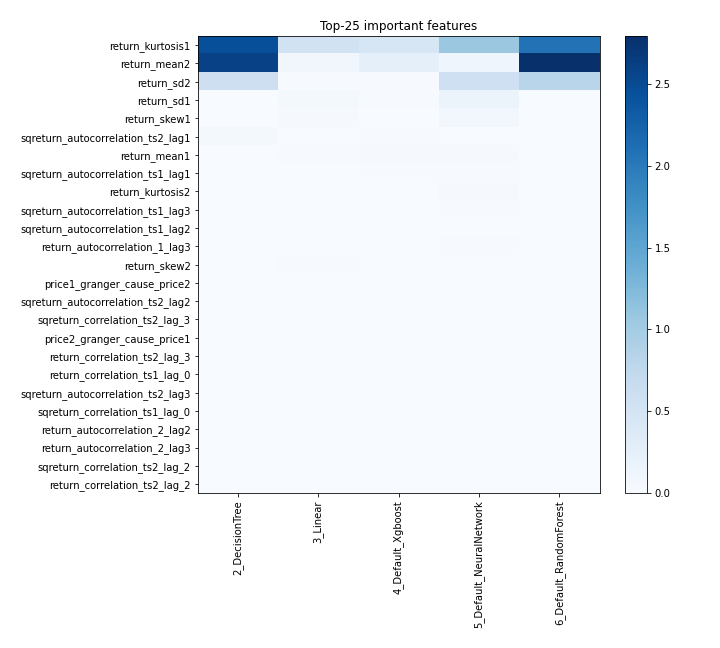 Top-25 important features
return_kurtosis1
return_mean2
return_sd2
return_sd1
return_skew1
sqreturn_autocorrelation_ts2_lag1
return_mean1
sqreturn_autocorrelation_ts1_lag1
return_kurtosis2
sqreturn_autocorrelation_ts1_lag3
sqreturn_autocorrelation_ts1_lag2
return_autocorrelation_1_lag3
return_skew2
price1_granger_cause_price2
sqreturn_autocorrelation_ts2_lag2
sqreturn_correlation_ts2_lag_3
price2_granger_cause_price1
return_correlation_ts2_lag_3
return_correlation_ts1_lag_0
sqreturn_autocorrelation_ts2_lag3
sqreturn_correlation_ts1_lag_0
return_autocorrelation_2_lag2
return_autocorrelation_2_lag3
sqreturn_correlation_ts2_lag_2
return_correlation_ts2_lag_2
2_DecisionTree
3_Linear
4_Default_Xgboost
5_Default_NeuralNetwork
6_Default_RandomForest
2.5
2.0
1.5
1.0
0.5
0.0